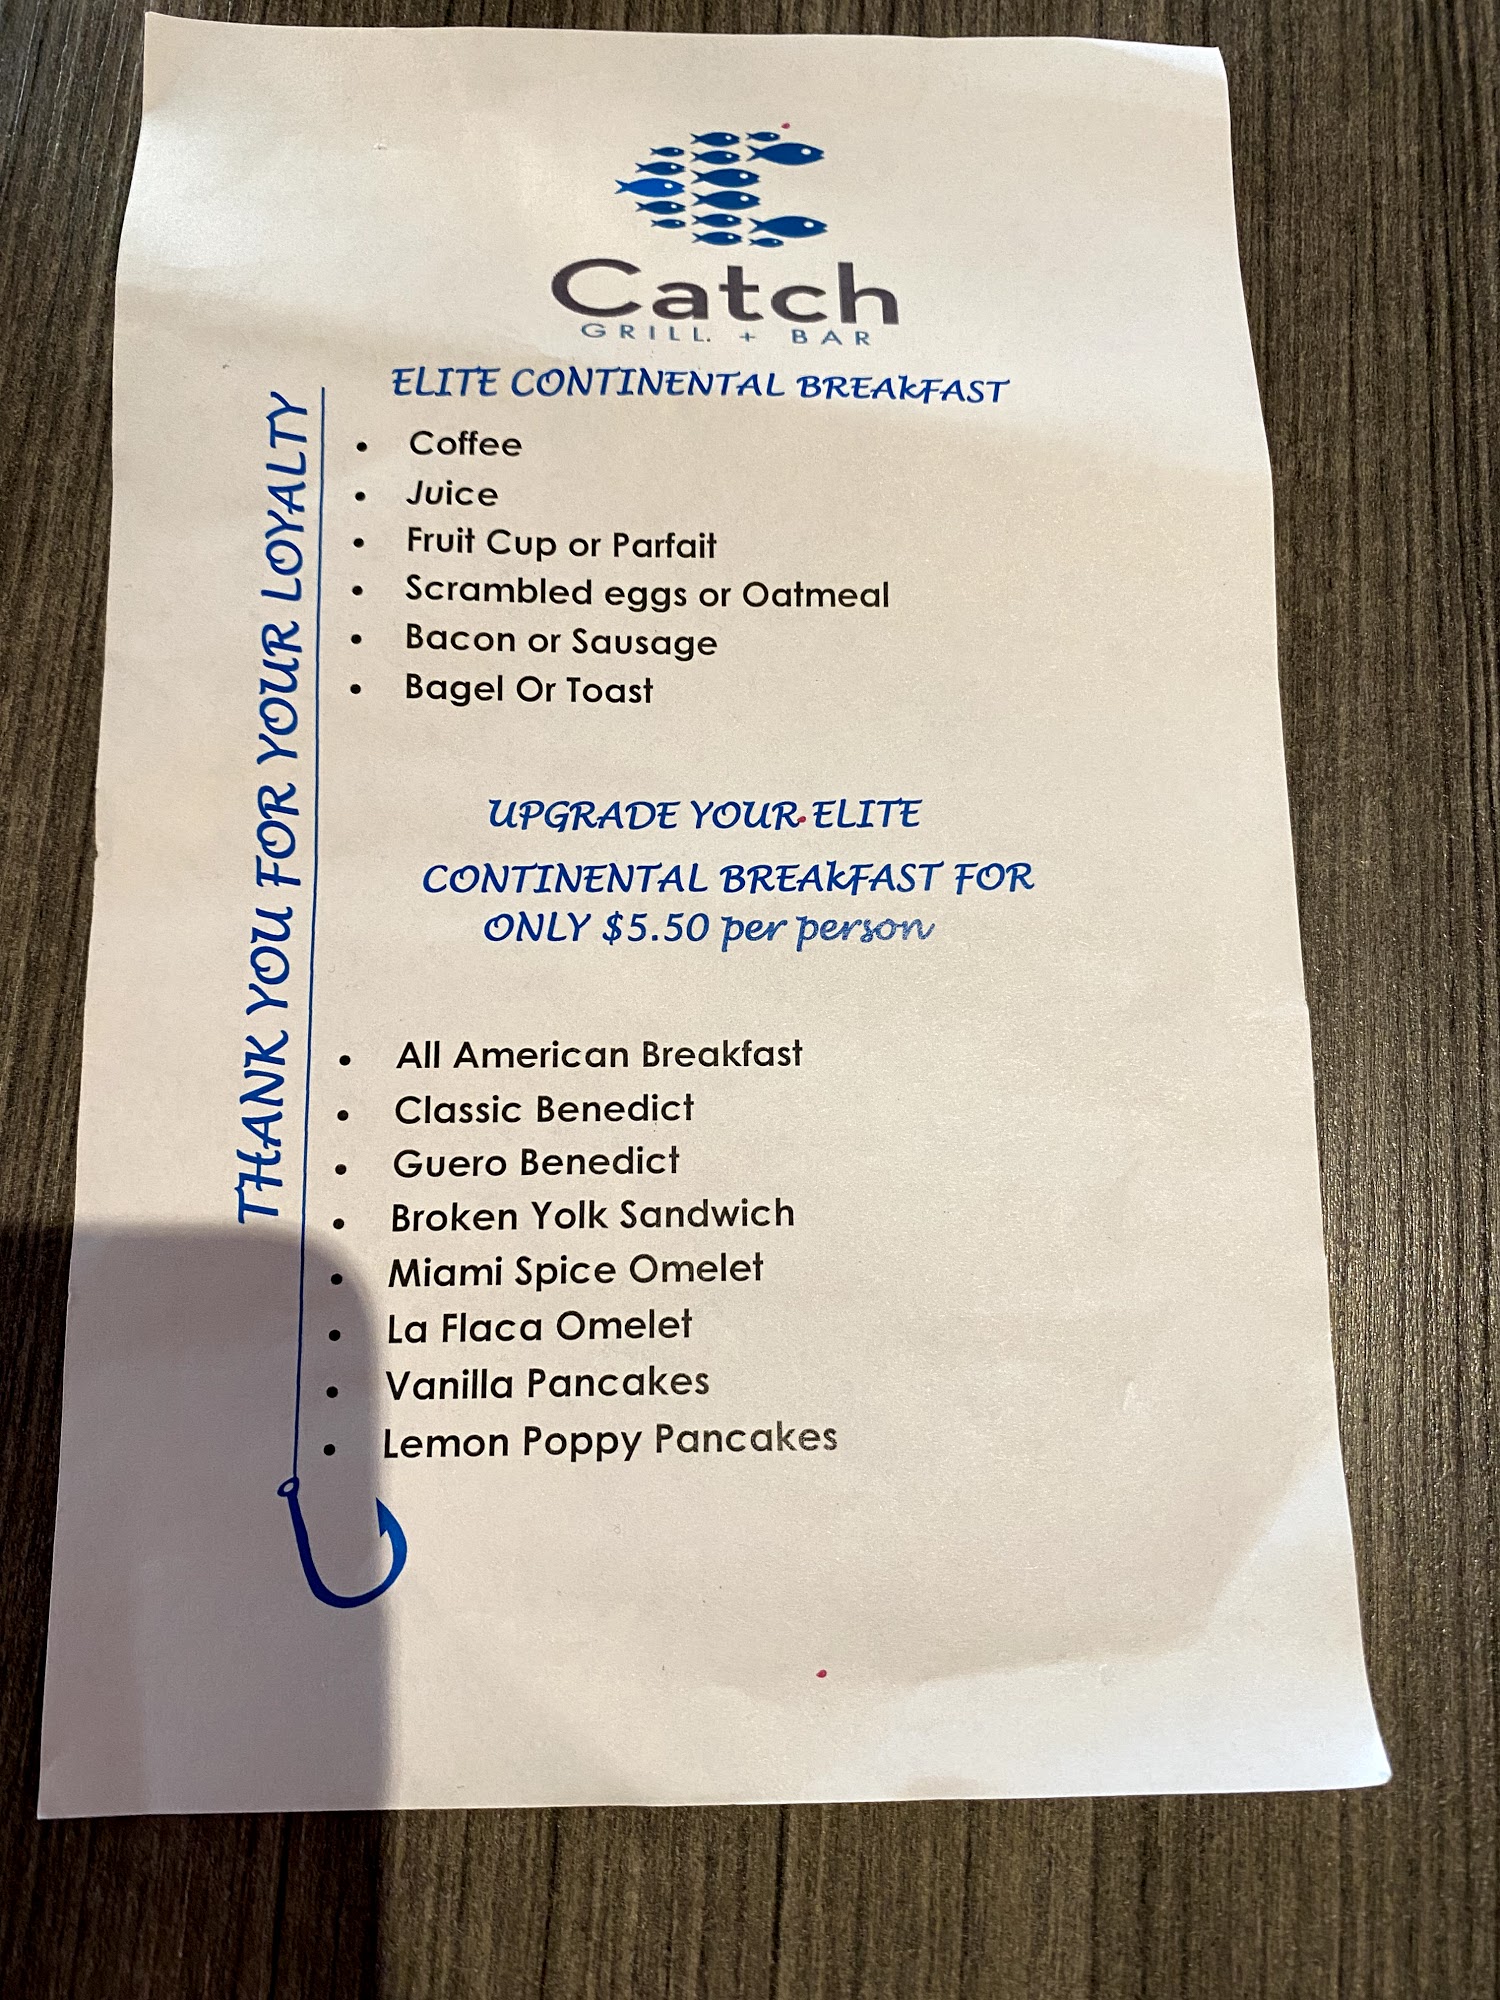 Catch
GRILL. + BAR
ELITE CONTINENTAL BREAKFAST
• Coffee
• Juice
• Fruit Cup or Parfait
• Scrambled eggs or Oatmeal
• Bacon or Sausage
• Bagel Or Toast
UPGRADE YOUR ELITE
CONTINENTAL BREAKFAST FOR
ONLY $5.50 per person
• All American Breakfast
• Classic Benedict
• Guero Benedict
• Broken Yolk Sandwich
• Miami Spice Omelet
• La Flaca Omelet
• Vanilla Pancakes
• Lemon Poppy Pancakes
THANK YOU FOR YOUR LOYALTY